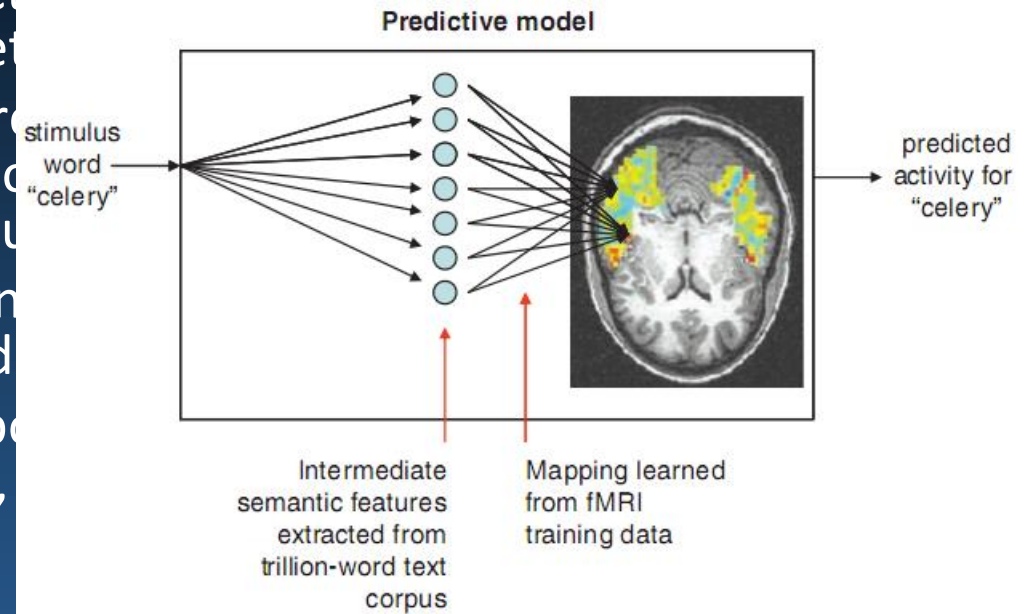 Predictive model
stimulus
word
“celery”
predicted
activity for
“celery”
Intermediate
semantic features
extracted from
trillion-word text
corpus
Mapping learned
from fMRI
training data